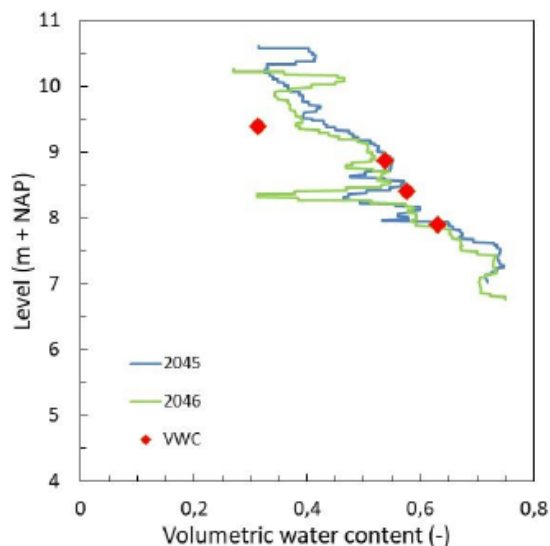 11
10
9
8
7
6
5
4
Level (m + NAP)
2045
2046
VWC
0 0,2 0,4 0,6 0,8
Volumetric water content (-)